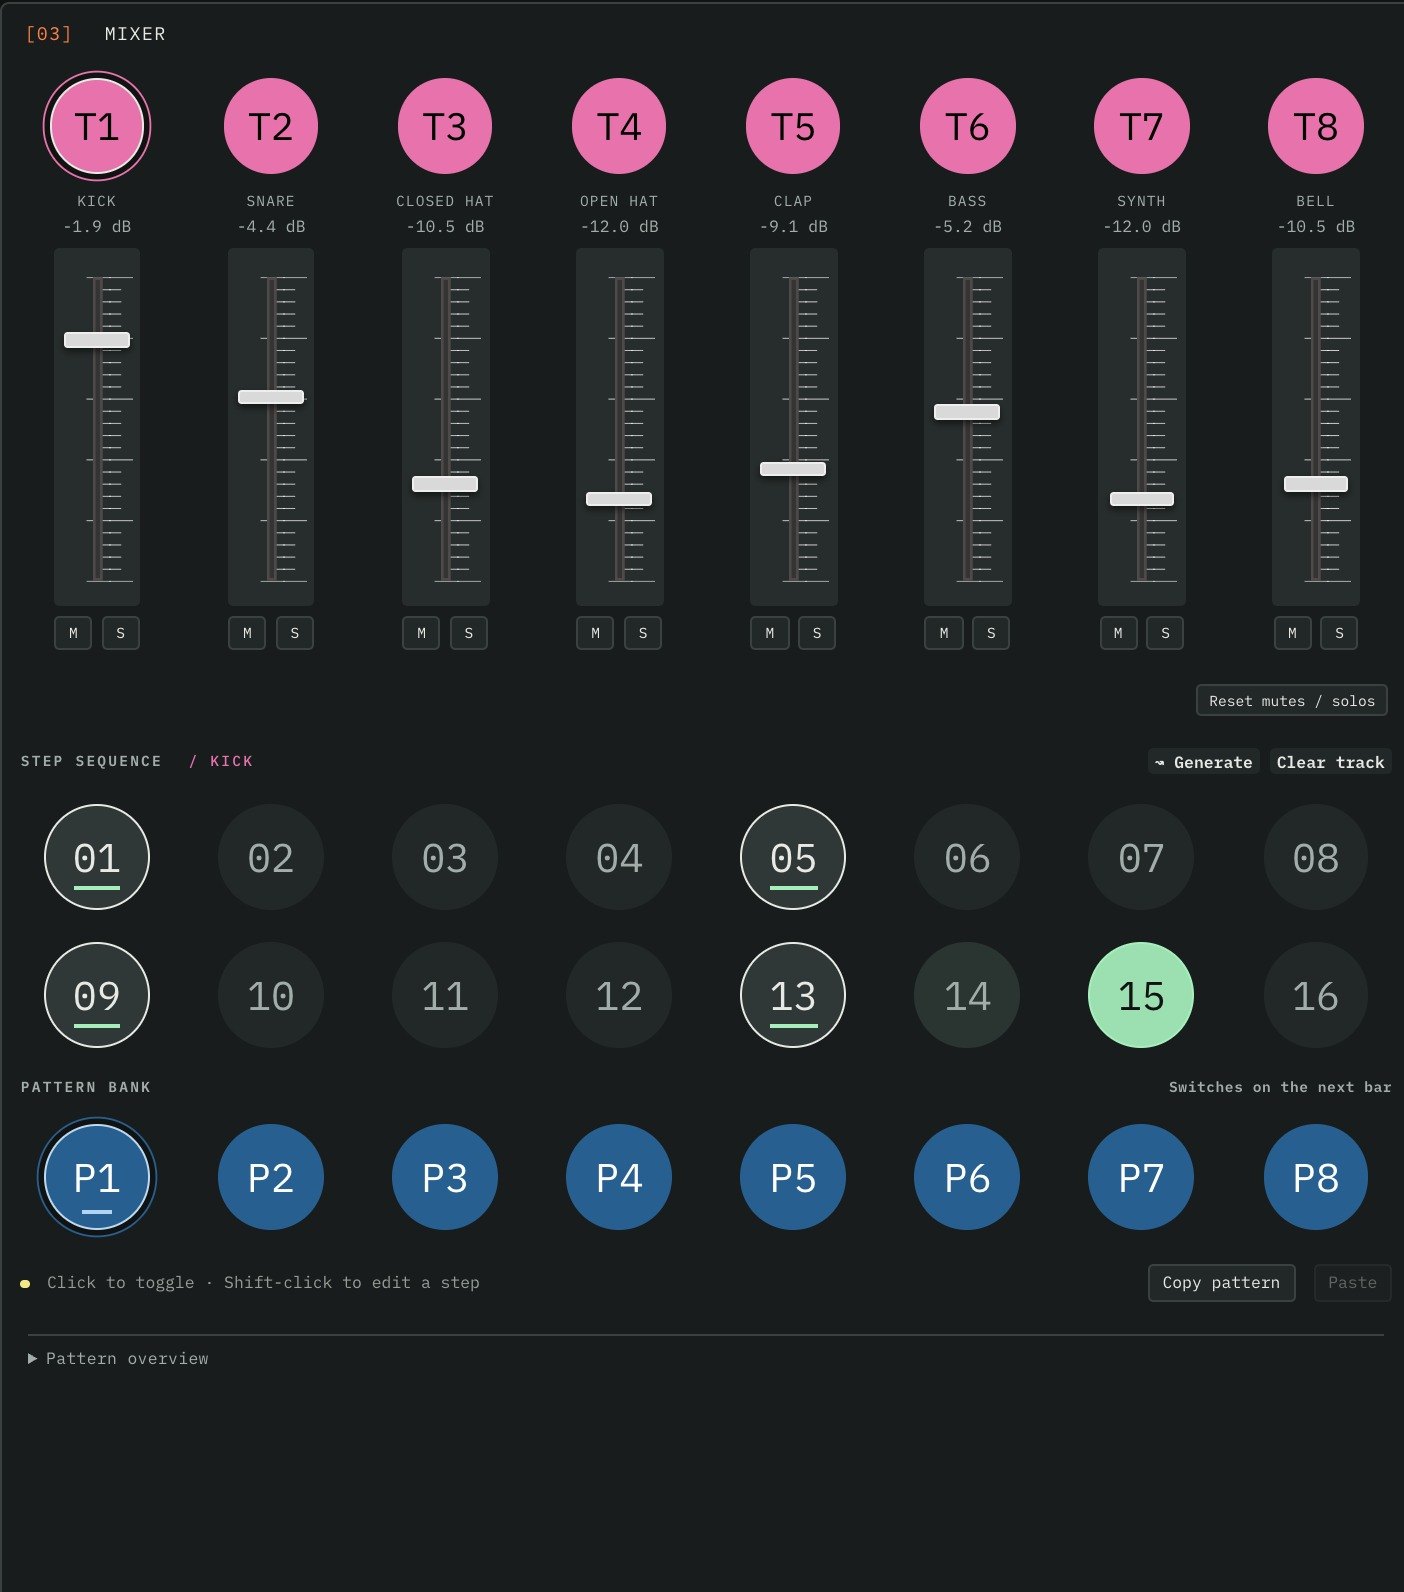 [03] MIXER
T1 T2 T3 T4 T5 T6 T7 T8
KICK SNARE CLOSED HAT OPEN HAT CLAP BASS SYNTH BELL
-1.9 dB -4.4 dB -10.5 dB -12.0 dB -9.1 dB -5.2 dB -12.0 dB -10.5 dB
M S M S M S M S M S M S M S M S
Reset mutes / solos
STEP SEQUENCE / KICK ↝ Generate Clear track
01 02 03 04 05 06 07 08
09 10 11 12 13 14 15 16
PATTERN BANK Switches on the next bar
P1 P2 P3 P4 P5 P6 P7 P8
Click to toggle · Shift-click to edit a step Copy pattern Paste
▶ Pattern overview